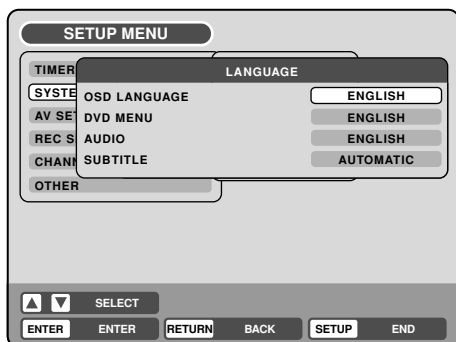 SETUP MENU
TIMER
LANGUAGE
SYSTE
OSD LANGUAGE ENGLISH
DVD MENU ENGLISH
AV SET
REC S
AUDIO ENGLISH
CHANN
SUBTITLE AUTOMATIC
OTHER
SELECT
ENTER ENTER RETURN BACK SETUP END